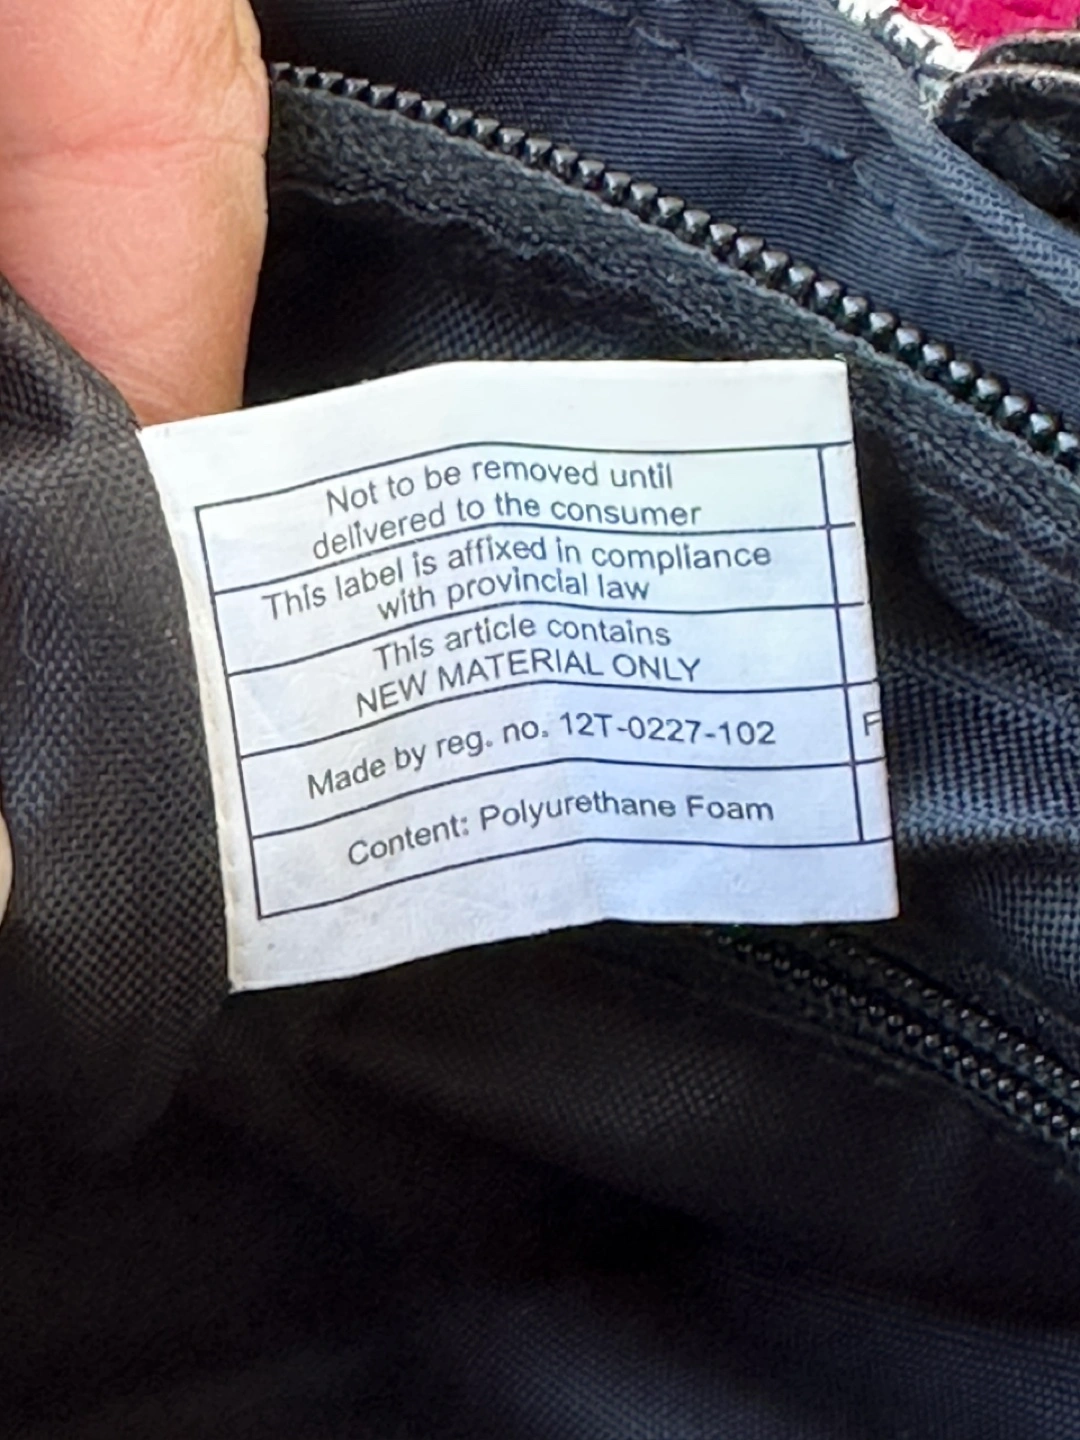 Not to be removed until
delivered to the consumer
This label is affixed in compliance
with provincial law
This article contains
NEW MATERIAL ONLY
Made by reg. no. 12T-0227-102
F
Content: Polyurethane Foam